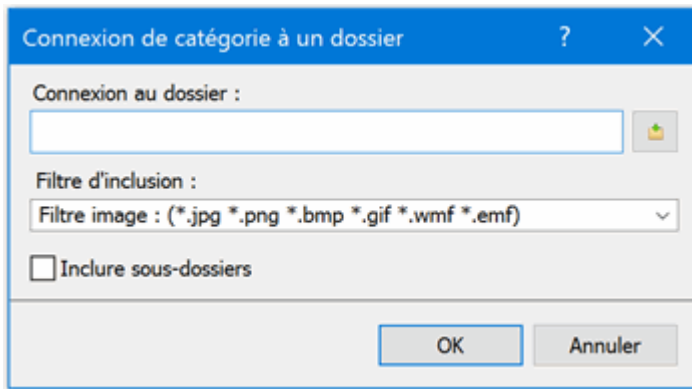 Connexion de catégorie à un dossier
Connexion au dossier :
Filtre d'inclusion :
Filtre image : (*.jpg *.png *.bmp *.gif *.wmf *.emf)
Inclure sous-dossiers
OK Annuler